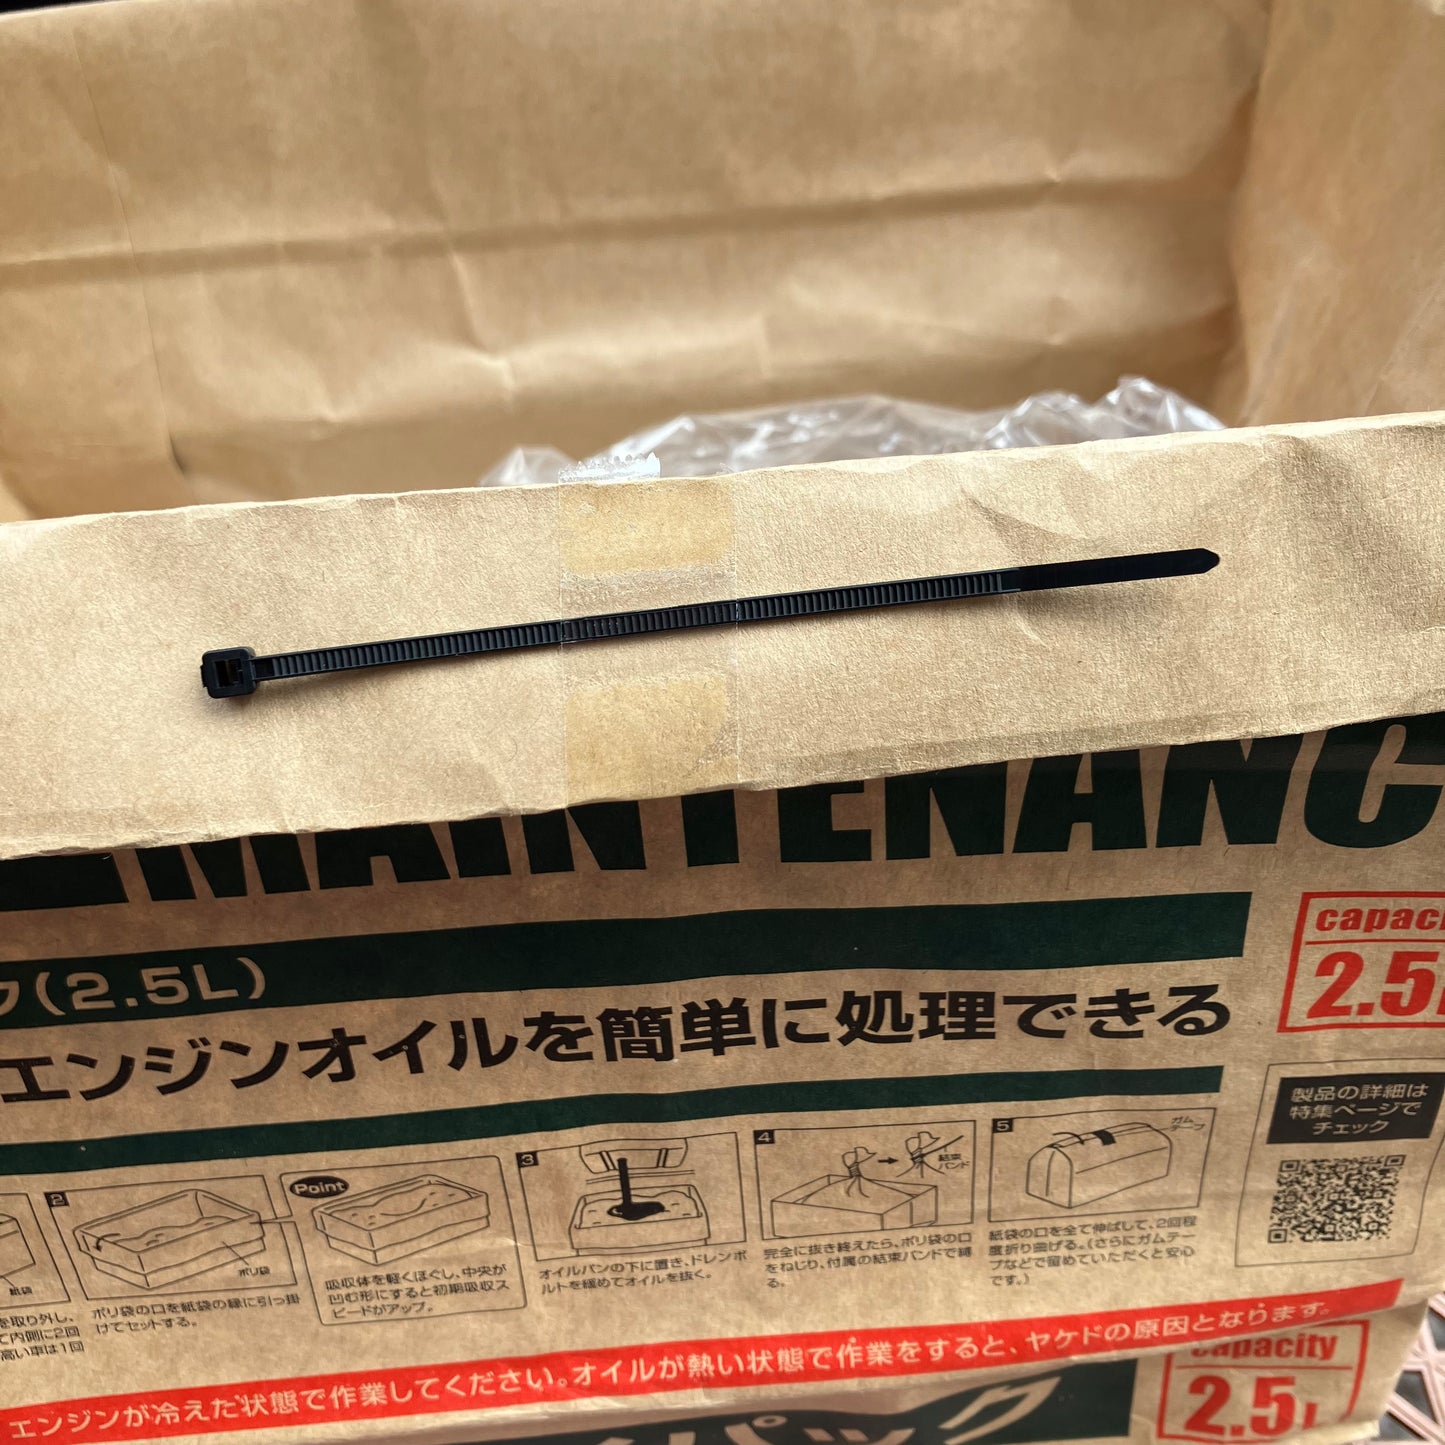 MAINTENANC
ク(2.5L)
エンジンオイルを簡単に処理できる
capaci
2.5L
製品の詳細は
特集ページで
チェック
2
ポリ袋
ポリ袋の口を紙袋の縁に引っ掛
けてセットする。
紙袋
を取り外し、
て内側に2回
高い車は1回
Point
吸収体を軽くほぐし、中央が
凹む形にすると初期吸収ス
ピードがアップ。
3
オイルパンの下に置き、ドレンボ
ルトを緩めてオイルを抜く。
4
結束
バンド
完全に抜き終えたら、ポリ袋の口
をねじり、付属の結束バンドで縛
る。
5
ガム
テープ
紙袋の口を全て伸ばして、2回程
度折り曲げる。(さらにガムテー
プなどで留めていただくと安心
です。)
エンジンが冷えた状態で作業してください。オイルが熱い状態で作業をすると、ヤケドの原因となります。
capacity
2.5L
パック